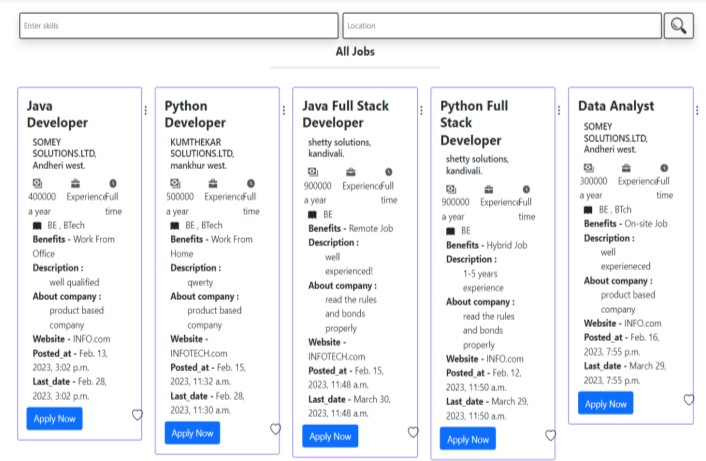 Enter skills
Location
All Jobs
Java
Developer
SOMEY
SOLUTIONS.LTD,
Andheri west.
400000 Experience Full
a year time
BE , BTech
Benefits - Work From
Office
Description :
well qualified
About company :
product based
company
Website - INFO.com
Posted_at - Feb. 13,
2023, 3:02 p.m.
Last_date - Feb. 28,
2023, 3:02 p.m.
Apply Now
Python
Developer
KUMTHEKAR
SOLUTIONS.LTD,
mankhur west.
500000 Experience Full
a year time
BE , BTech
Benefits - Work From
Home
Description :
qwerty
About company :
product based
company
Website -
INFOTECH.com
Posted_at - Feb. 15,
2023, 11:32 a.m.
Last_date - Feb. 28,
2023, 11:30 a.m.
Apply Now
Java Full Stack
Developer
shetty solutions,
kandivali.
900000 Experience Full
a year time
BE
Benefits - Remote Job
Description :
well
experienced!
About company :
read the rules
and bonds
properly
Website -
INFOTECH.com
Posted_at - Feb. 15,
2023, 11:48 a.m.
Last_date - March 30,
2023, 11:48 a.m.
Apply Now
Python Full
Stack
Developer
shetty solutions,
kandivali.
900000 Experience Full
a year time
BE
Benefits - Hybrid Job
Description :
1-5 years
experience
About company :
read the rules
and bonds
properly
Website - INFO.com
Posted_at - Feb. 12,
2023, 11:50 a.m.
Last_date - March 29,
2023, 11:50 a.m.
Apply Now
Data Analyst
SOMEY
SOLUTIONS.LTD,
Andheri west.
300000 Experience Full
a year time
BE , BTch
Benefits - On-site Job
Description :
well
experieneced
About company :
product based
company
Website - INFO.com
Posted_at - Feb. 16,
2023, 7:55 p.m.
Last_date - March 29,
2023, 7:55 p.m.
Apply Now